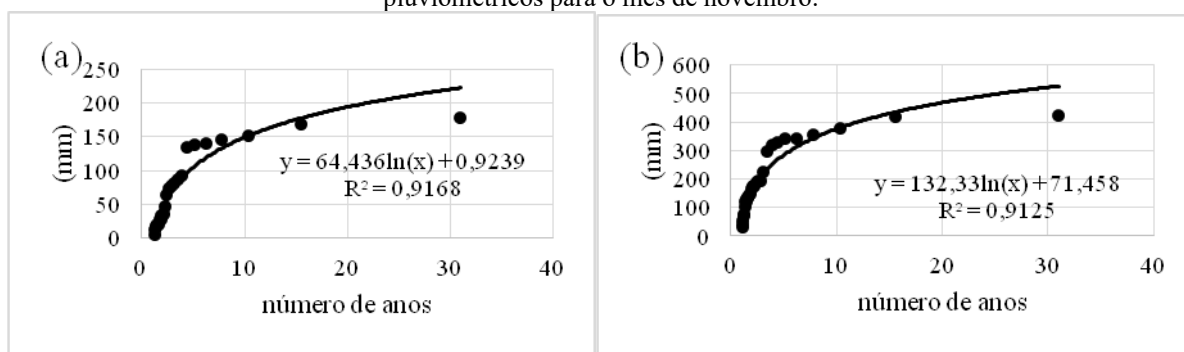 pluviométricos para o mês de novembro.
(a)
250
200
150
100
50
0
(mm)
y = 64,436ln(x) + 0,9239
R² = 0,9168
0 10 20 30 40
número de anos
(b)
600
500
400
300
200
100
0
(mm)
y = 132,33ln(x) + 71,458
R² = 0,9125
0 10 20 30 40
número de anos